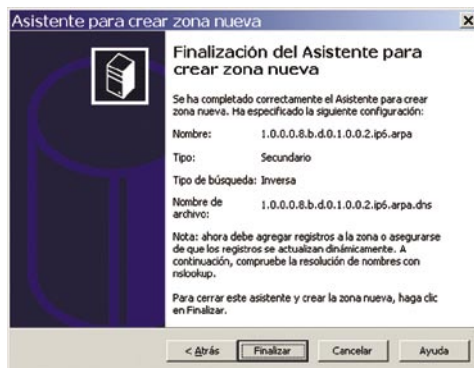 Asistente para crear zona nueva
Finalización del Asistente para
crear zona nueva
Se ha completado correctamente el Asistente para crear
zona nueva. Ha especificado la siguiente configuración:
Nombre: 1.0.0.0.8.b.d.0.1.0.0.2.ip6.arpa
Tipo: Secundario
Tipo de búsqueda: Inversa
Nombre de
archivo: 1.0.0.0.8.b.d.0.1.0.0.2.ip6.arpa.dns
Nota: ahora debe agregar registros a la zona o asegurarse
de que los registros se actualizan dinámicamente. A
continuación, compruebe la resolución de nombres con
nslookup.
Para cerrar este asistente y crear la zona nueva, haga clic
en Finalizar.
< Atrás Finalizar Cancelar Ayuda